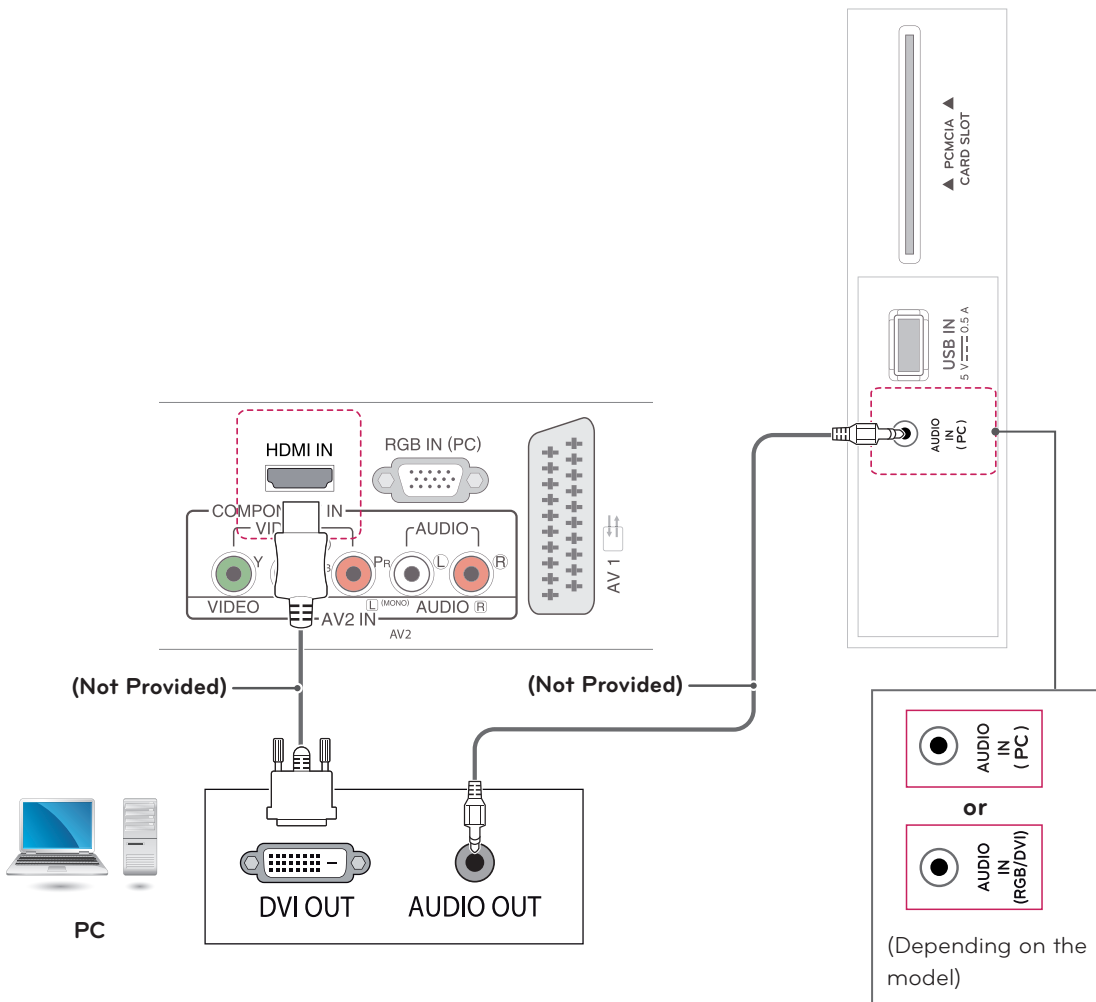 ▲ PCMCIA ▲
CARD SLOT
USB IN
5 V 0.5 A
AUDIO
IN
(PC)
HDMI IN
RGB IN (PC)
IN
AUDIO
Y
PR
L
R
VIDEO
L (MONO) AUDIO R
AV2 IN
AV2
AV 1
(Not Provided)
(Not Provided)
AUDIO
IN
(PC)
or
AUDIO
IN
(RGB/DVI)
(Depending on the
model)
DVI OUT
AUDIO OUT
PC